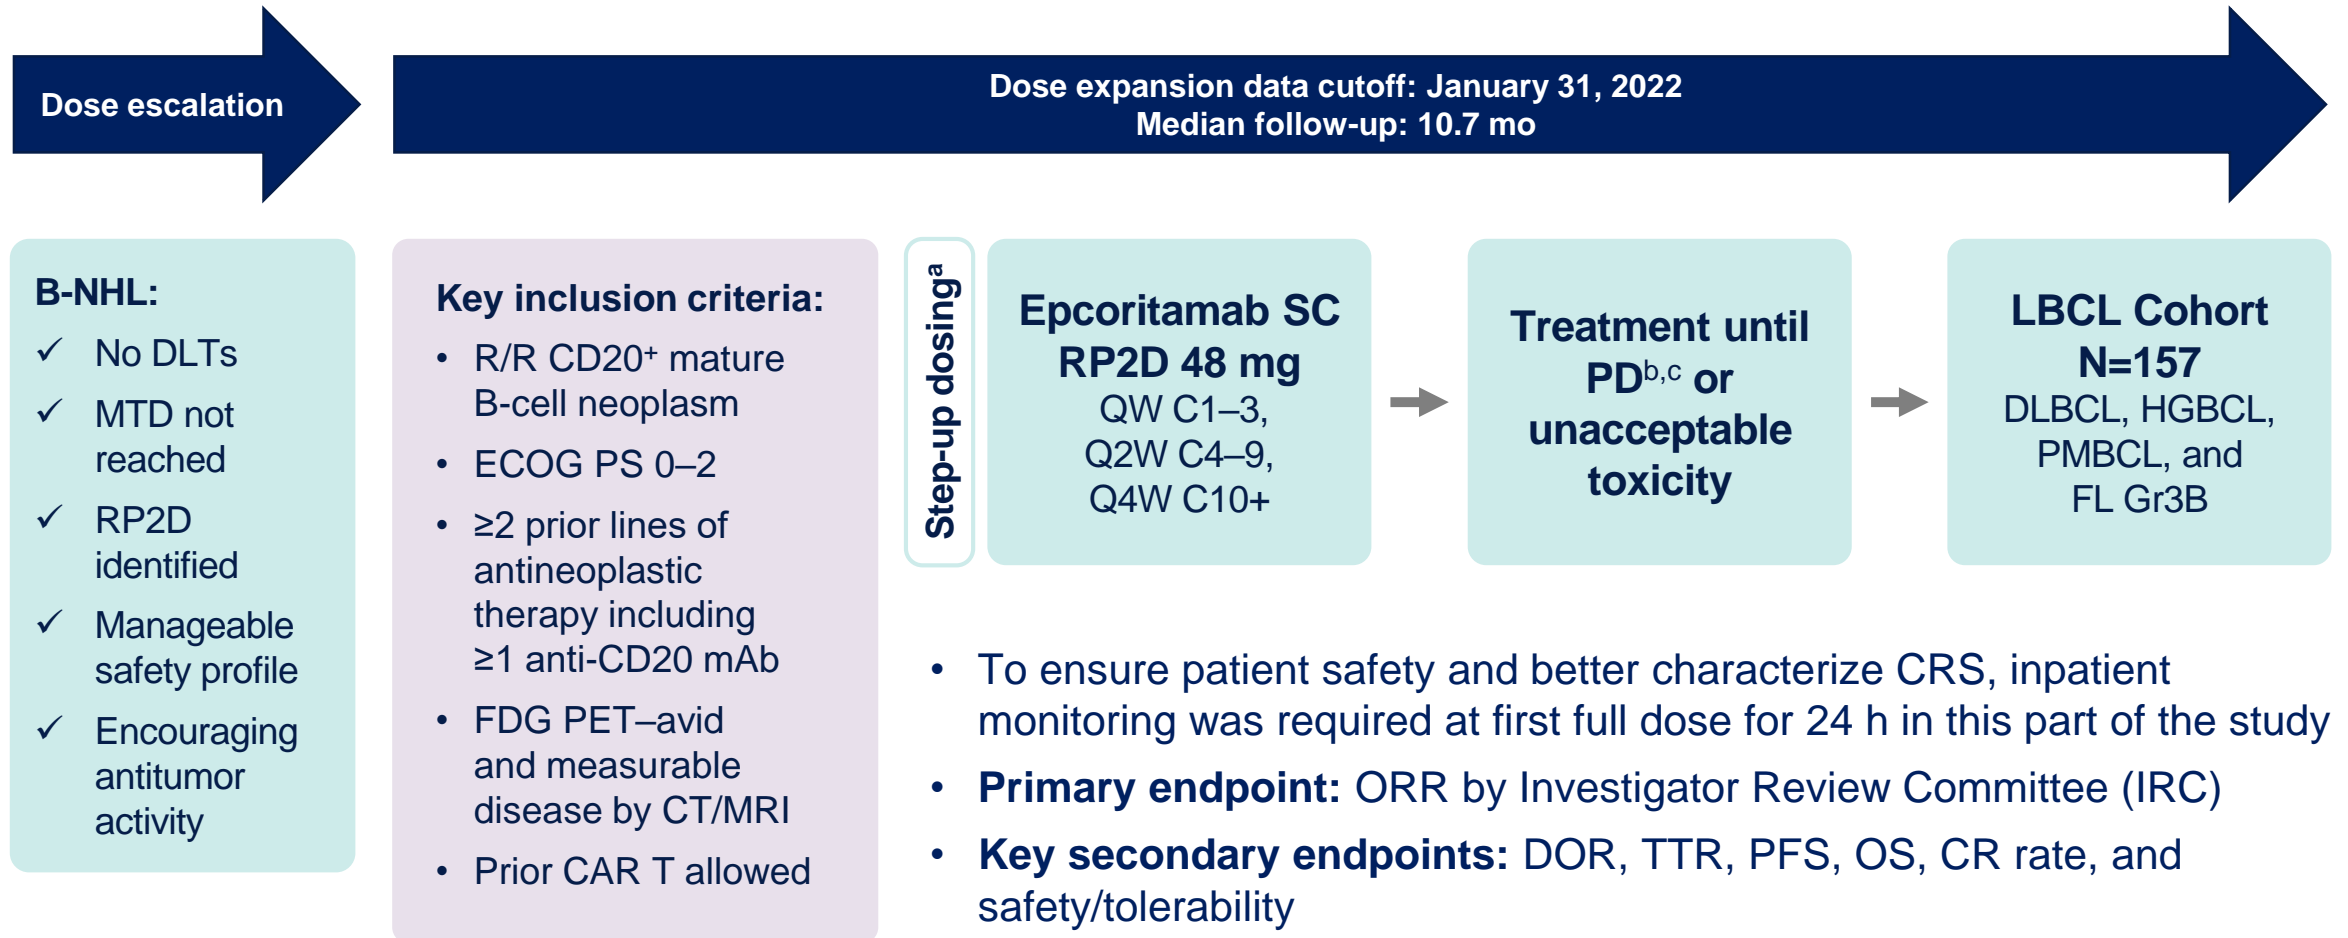 Dose escalation
Dose expansion data cutoff: January 31, 2022
Median follow-up: 10.7 mo
B-NHL:
✓ No DLTs
✓ MTD not
reached
✓ RP2D
identified
✓ Manageable
safety profile
✓ Encouraging
antitumor
activity
Key inclusion criteria:
• R/R CD20⁺ mature
B-cell neoplasm
• ECOG PS 0–2
• ≥2 prior lines of
antineoplastic
therapy including
≥1 anti-CD20 mAb
• FDG PET–avid
and measurable
disease by CT/MRI
• Prior CAR T allowed
Step-up dosingᵃ
Epcoritamab SC
RP2D 48 mg
QW C1–3,
Q2W C4–9,
Q4W C10+
Treatment until
PDᵇ,ᶜ or
unacceptable
toxicity
LBCL Cohort
N=157
DLBCL, HGBCL,
PMBCL, and
FL Gr3B
• To ensure patient safety and better characterize CRS, inpatient
monitoring was required at first full dose for 24 h in this part of the study
• Primary endpoint: ORR by Investigator Review Committee (IRC)
• Key secondary endpoints: DOR, TTR, PFS, OS, CR rate, and
safety/tolerability